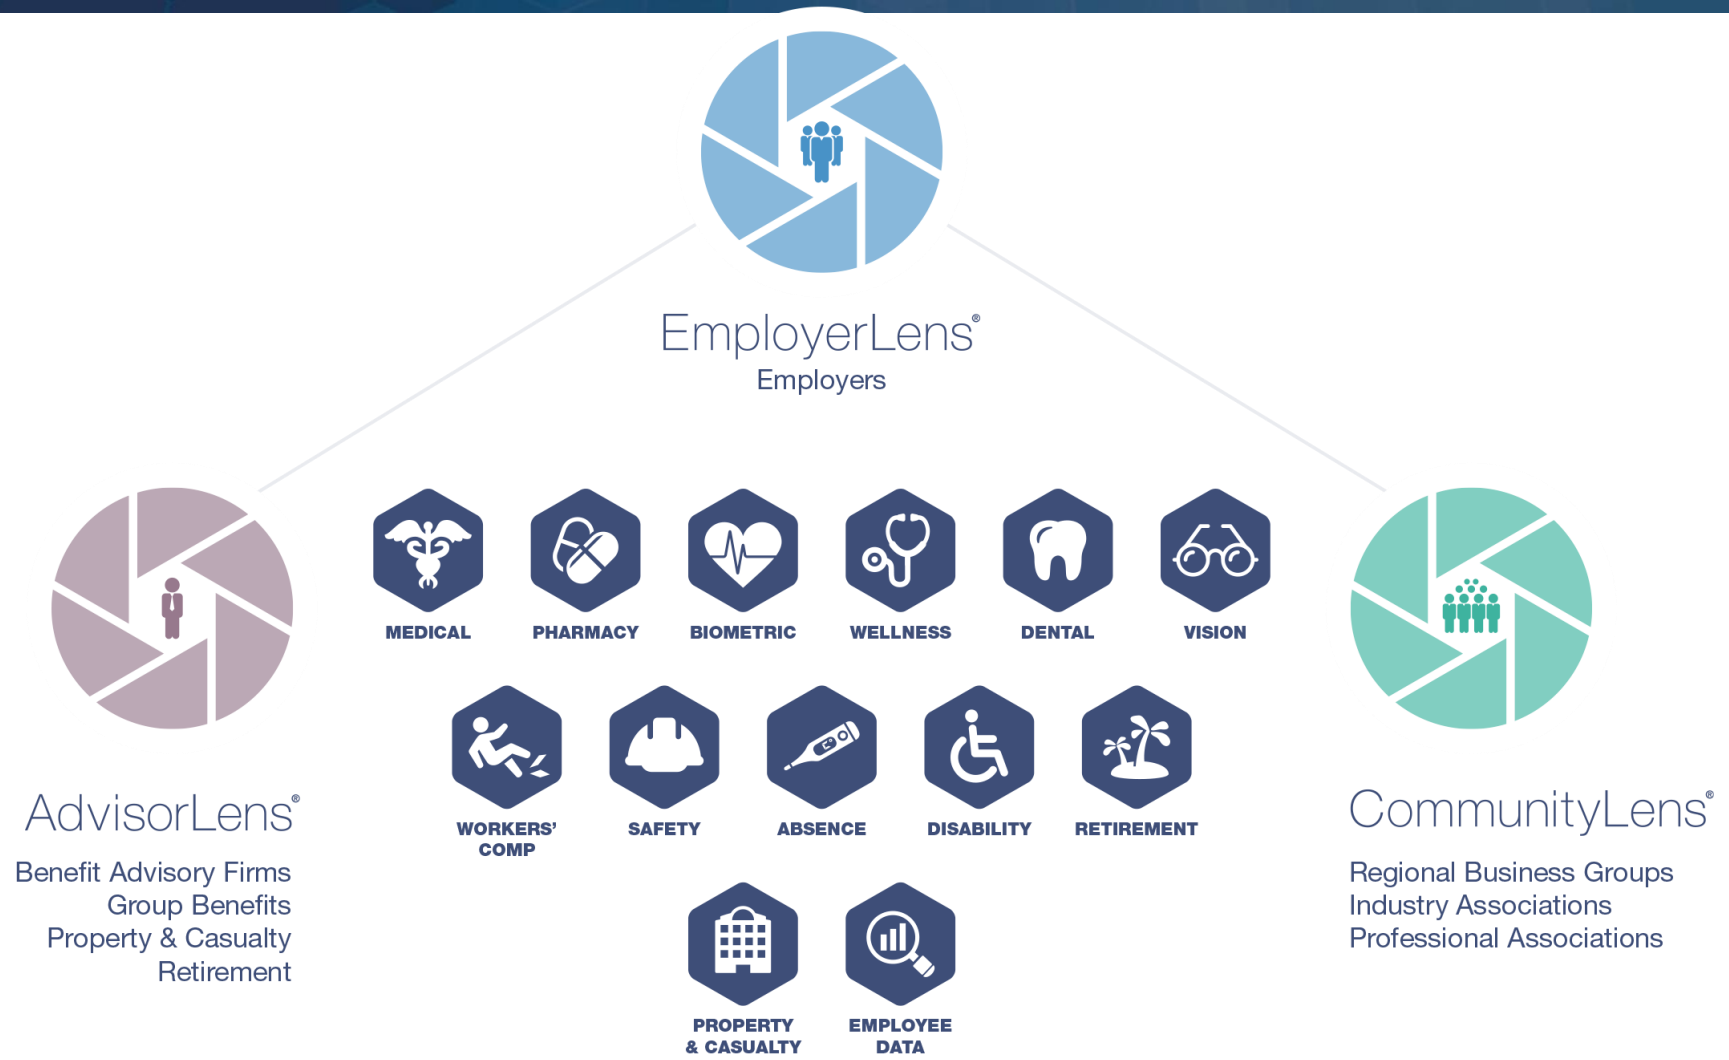 EmployerLens®
Employers
MEDICAL
PHARMACY
BIOMETRIC
WELLNESS
DENTAL
VISION
AdvisorLens®
Benefit Advisory Firms
Group Benefits
Property & Casualty
Retirement
WORKERS’
COMP
SAFETY
ABSENCE
DISABILITY
RETIREMENT
CommunityLens®
Regional Business Groups
Industry Associations
Professional Associations
PROPERTY
& CASUALTY
EMPLOYEE
DATA